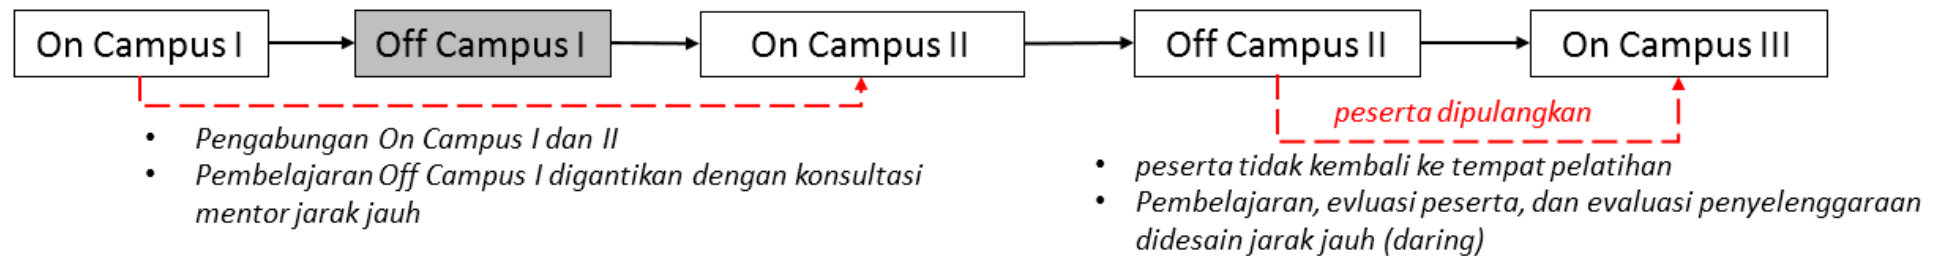 On Campus I
Off Campus I
On Campus II
Off Campus II
On Campus III
• Pengabungan On Campus I dan II
• Pembelajaran Off Campus I digantikan dengan konsultasi
mentor jarak jauh
peserta dipulangkan
• peserta tidak kembali ke tempat pelatihan
• Pembelajaran, evluasi peserta, dan evaluasi penyelenggaraan
didesain jarak jauh (daring)